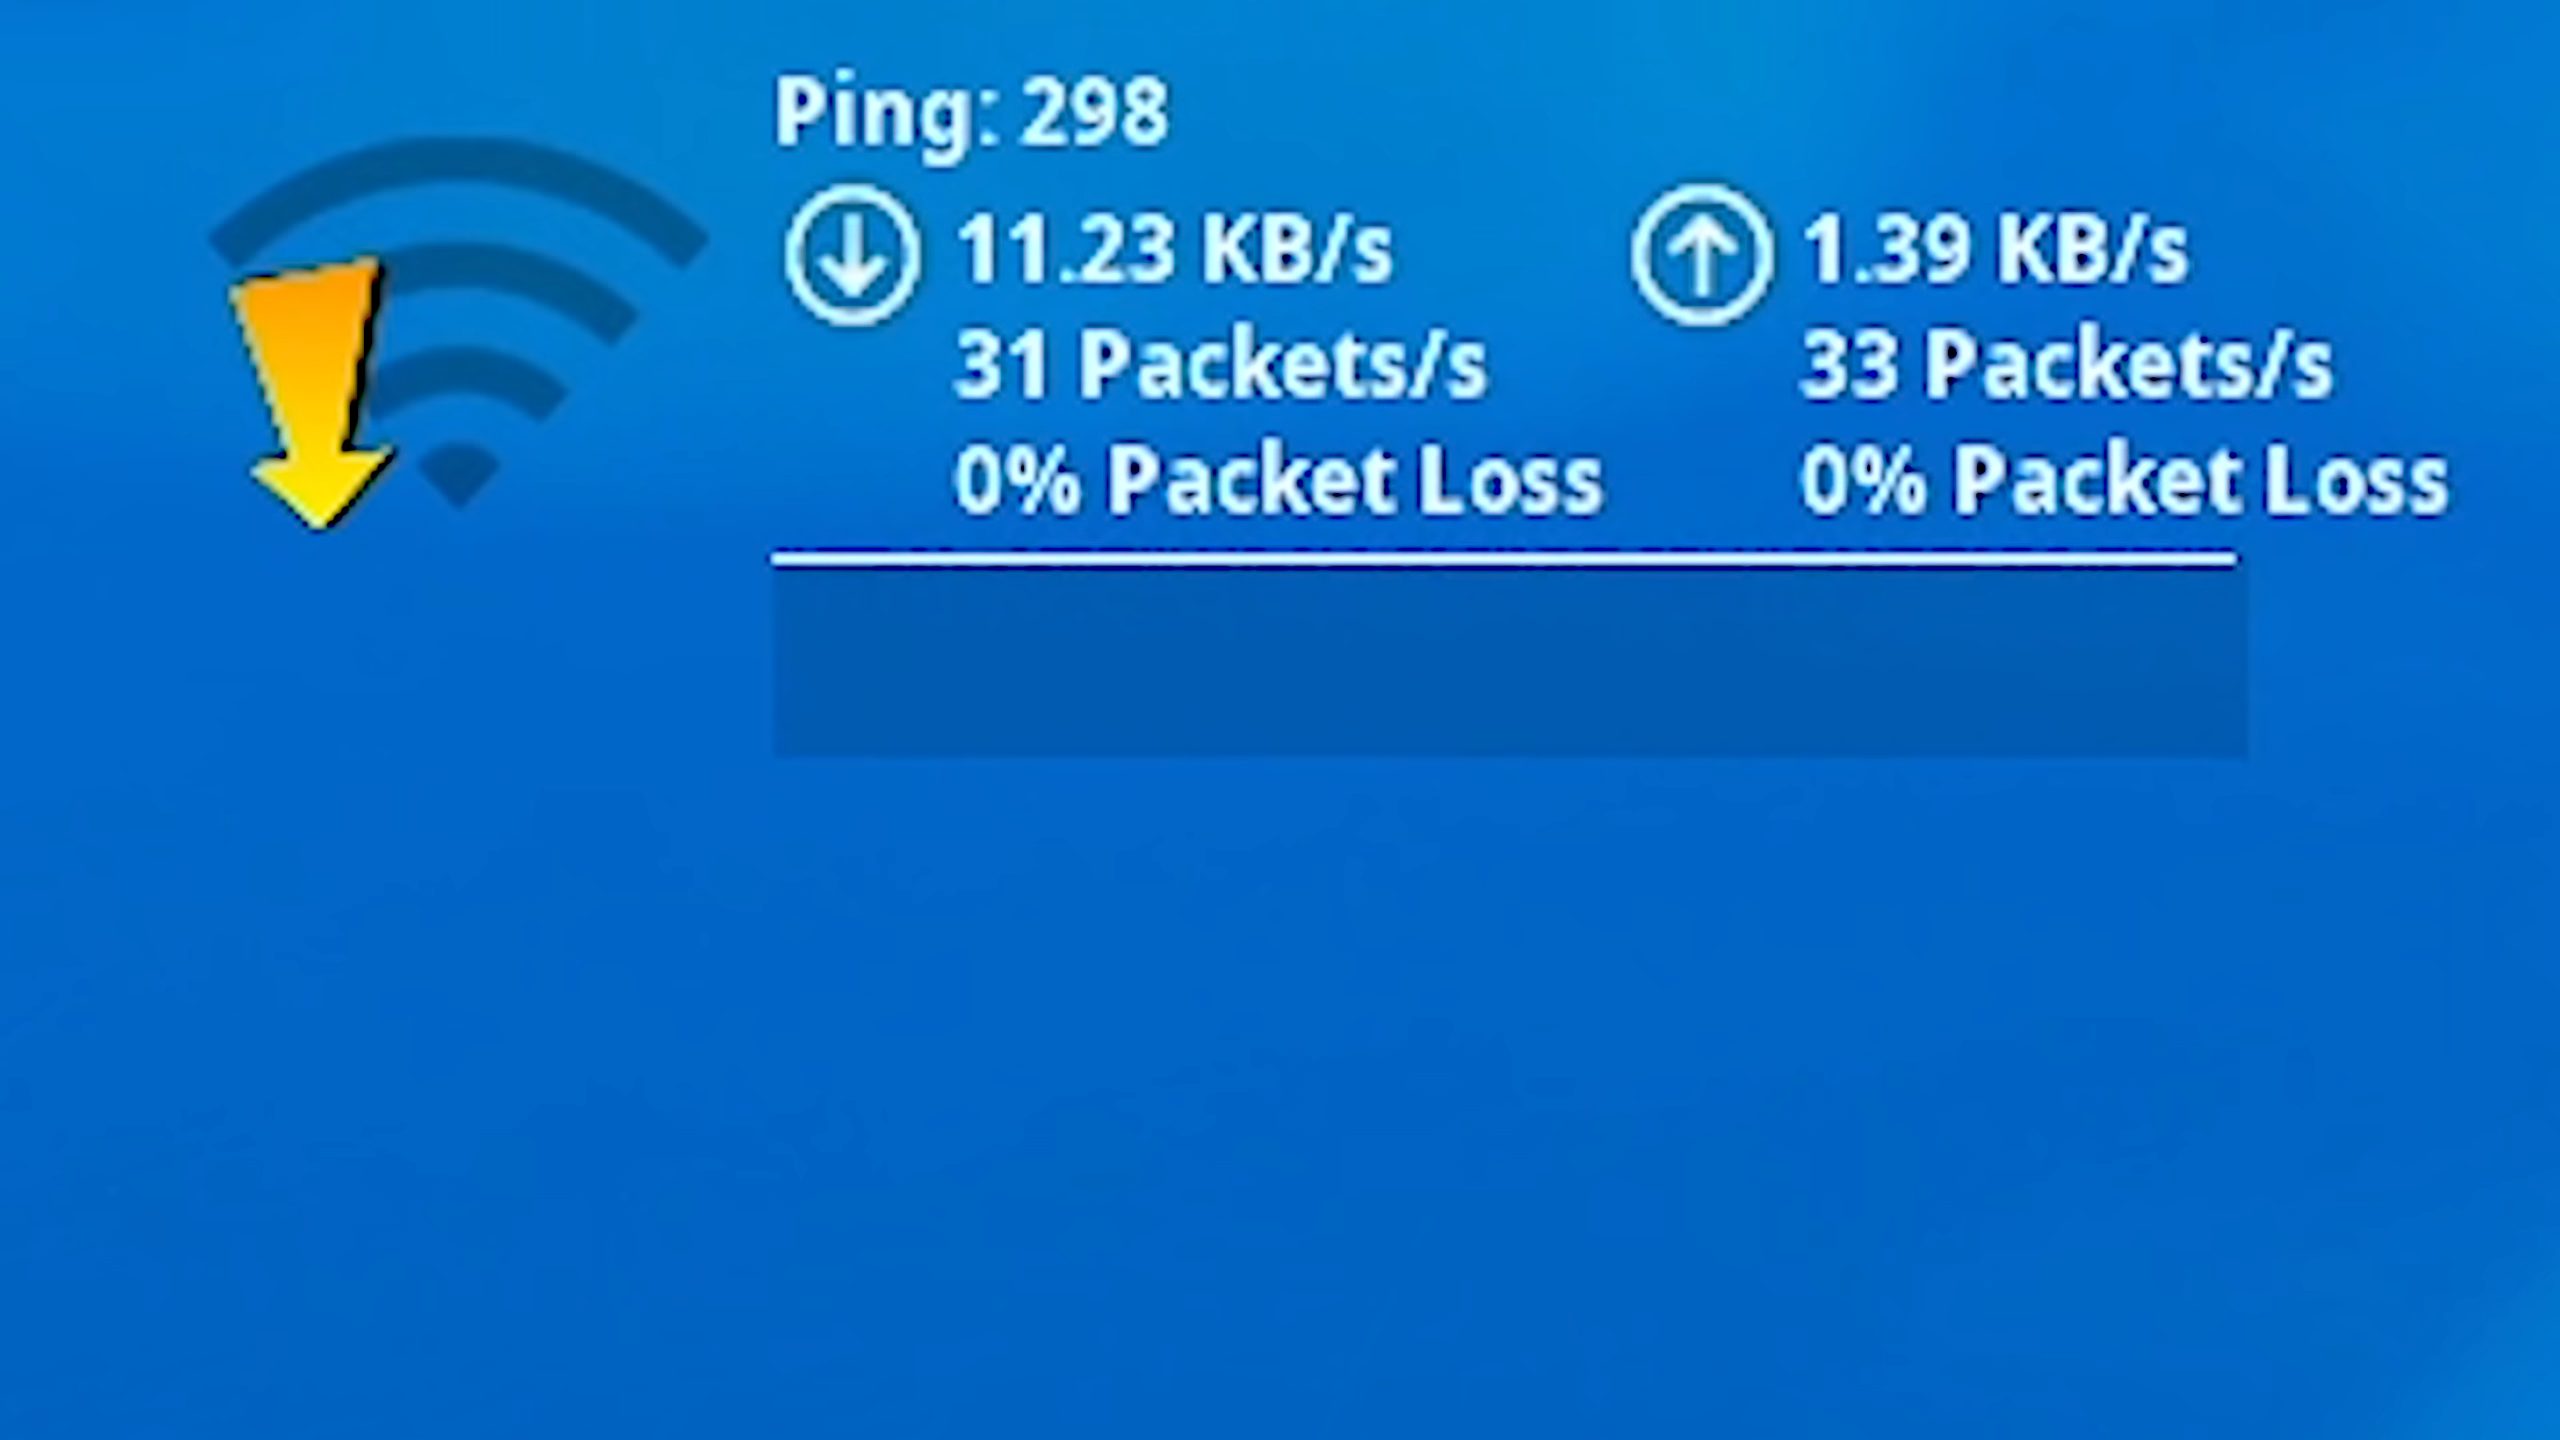 Ping: 298
11.23 KB/s
31 Packets/s
0% Packet Loss
1.39 KB/s
33 Packets/s
0% Packet Loss